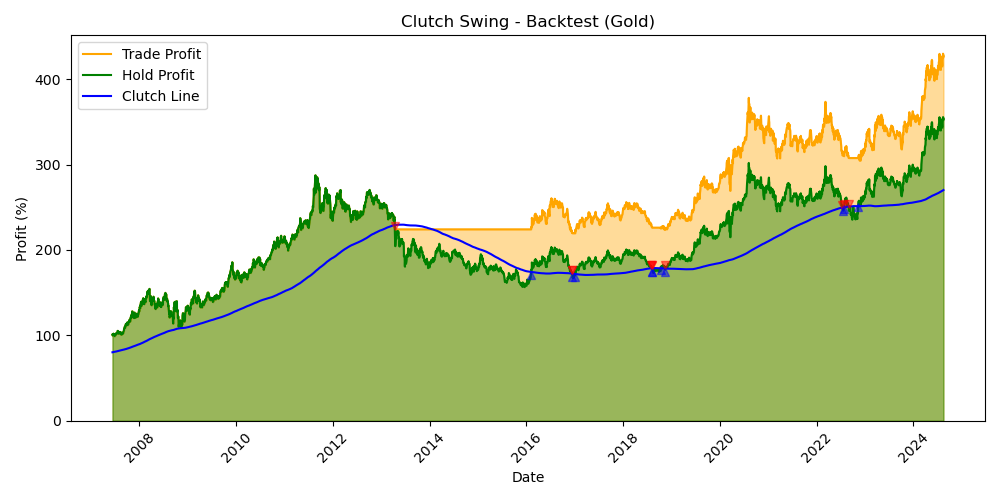 Clutch Swing - Backtest (Gold)
Trade Profit
Hold Profit
Clutch Line
Profit (%)
400
300
200
100
0
2008
2010
2012
2014
2016
2018
2020
2022
2024
Date